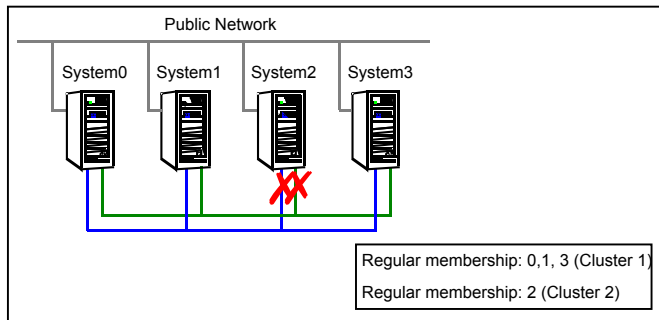 Public Network
System0 System1 System2 System3
Regular membership: 0,1, 3 (Cluster 1)
Regular membership: 2 (Cluster 2)